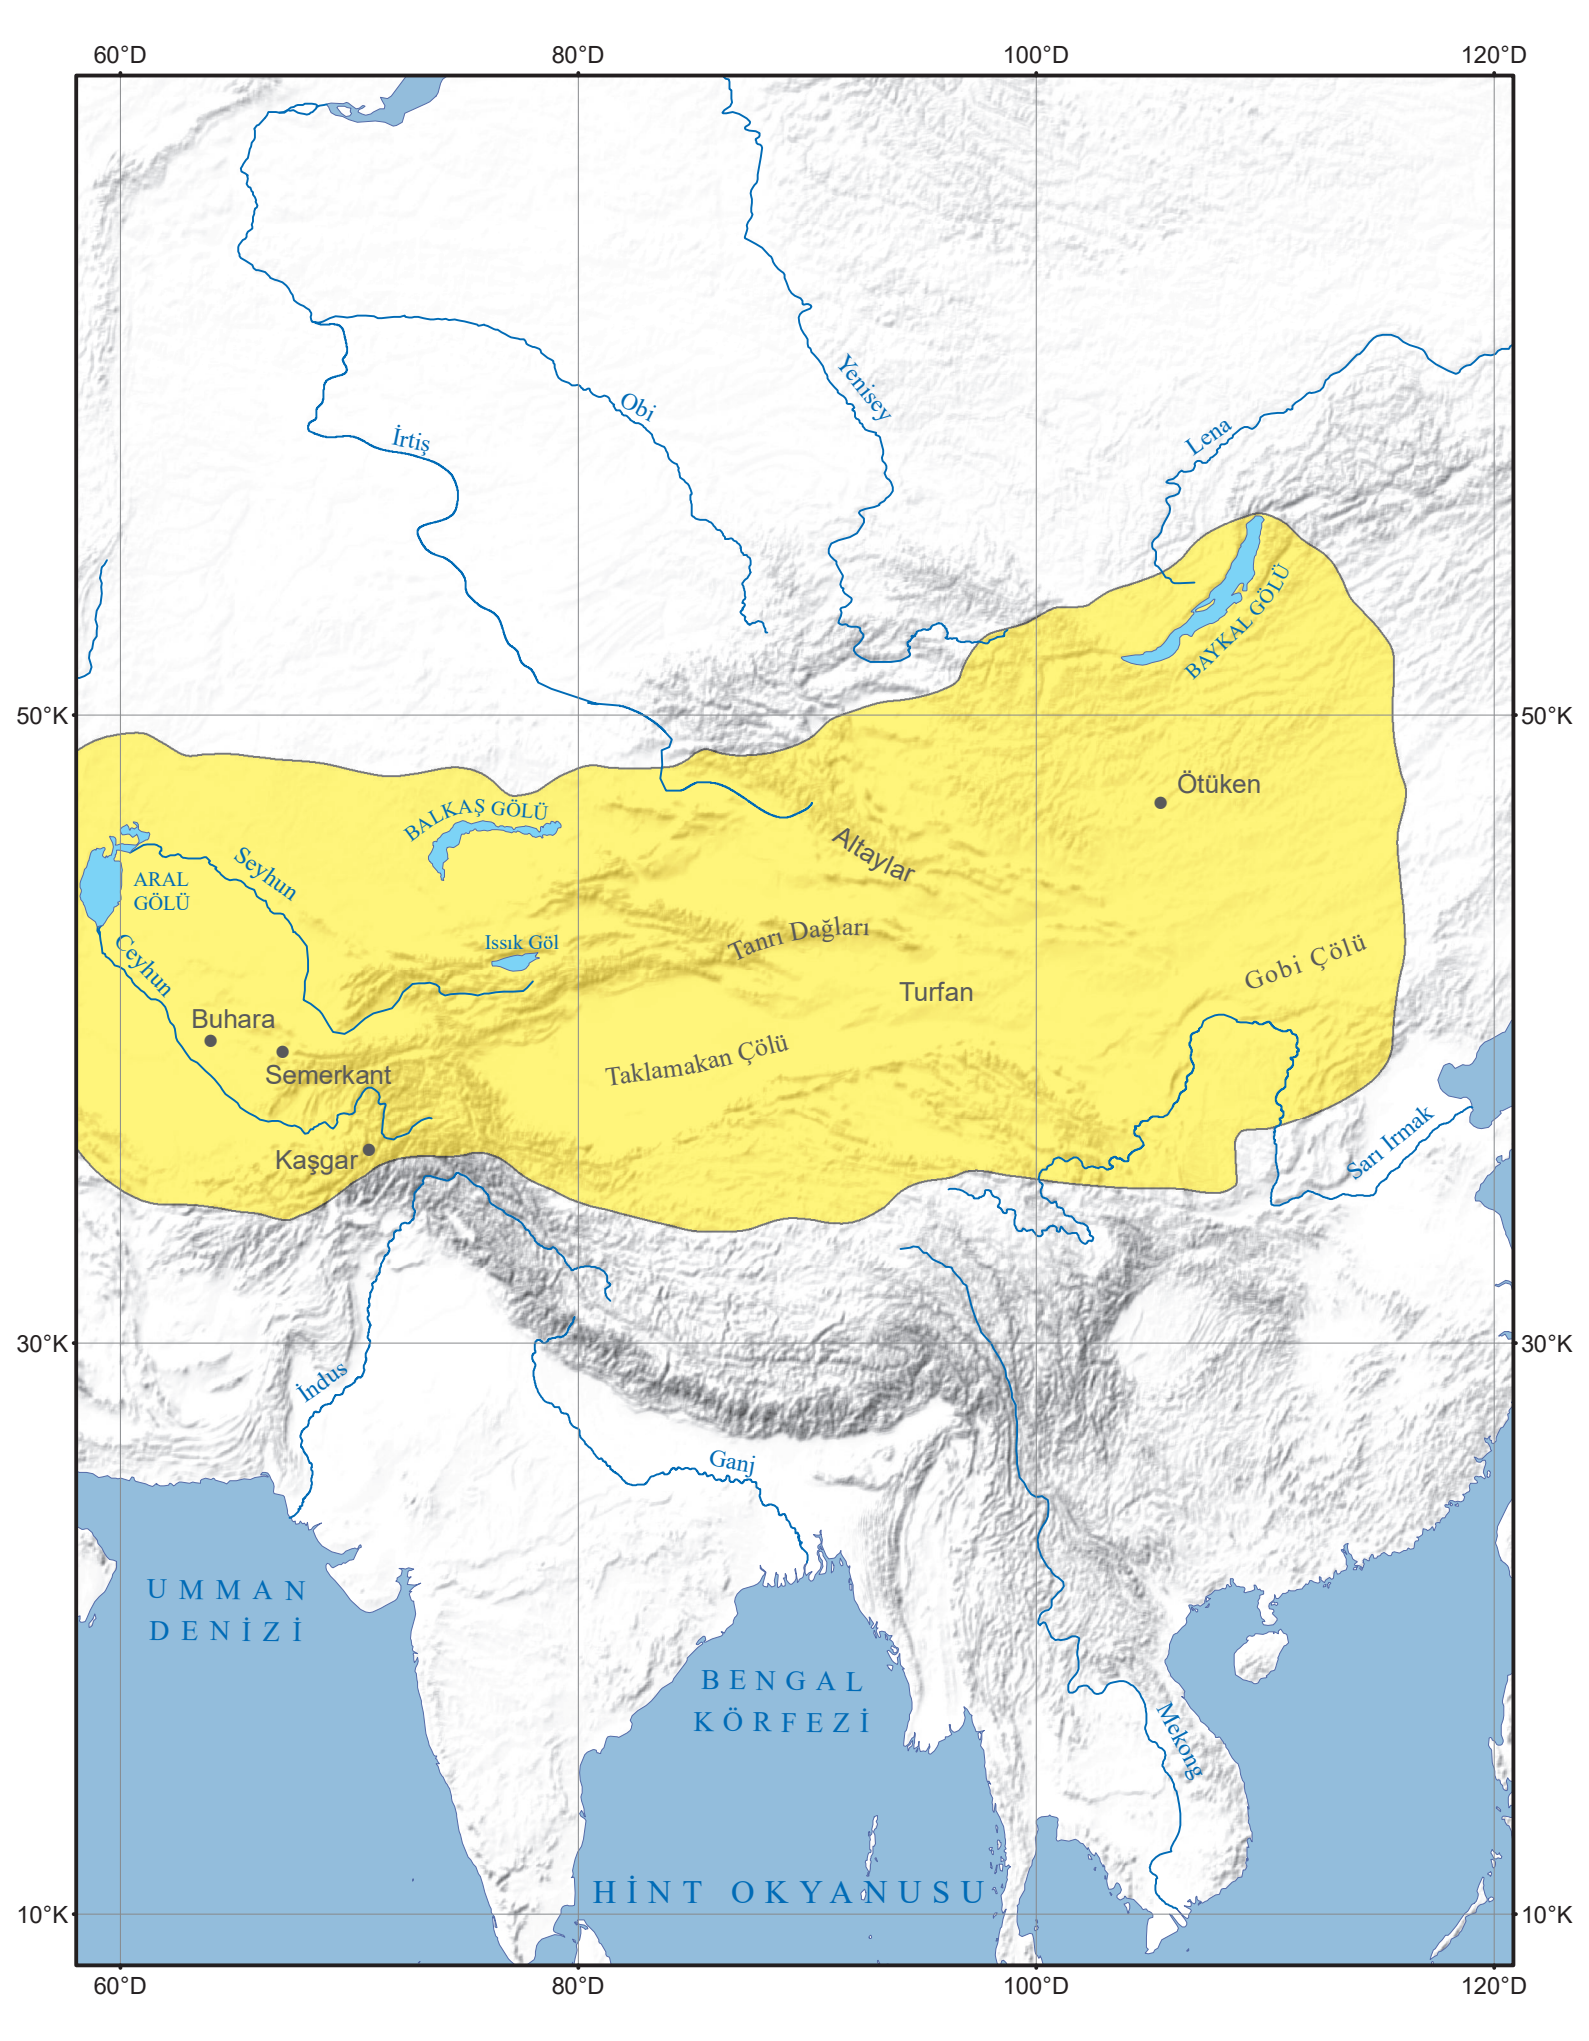 60°D 80°D 100°D 120°D
Yenisey
Obi
İrtiş
Lena
BAYKAL GÖLÜ
50°K 50°K
Ötüken
BALKAŞ GÖLÜ
Altaylar
Seyhun
ARAL
GÖLÜ
Tanrı Dağları
Issık Göl
Gobi Çölü
Ceyhun
Turfan
Buhara
Taklamakan Çölü
Semerkant
Sarı Irmak
Kaşgar
30°K 30°K
İndus
Ganj
UMMAN
DENİZİ
BENGAL
KÖRFEZİ
Mekong
HİNT OKYANUSU
10°K 10°K
60°D 80°D 100°D 120°D